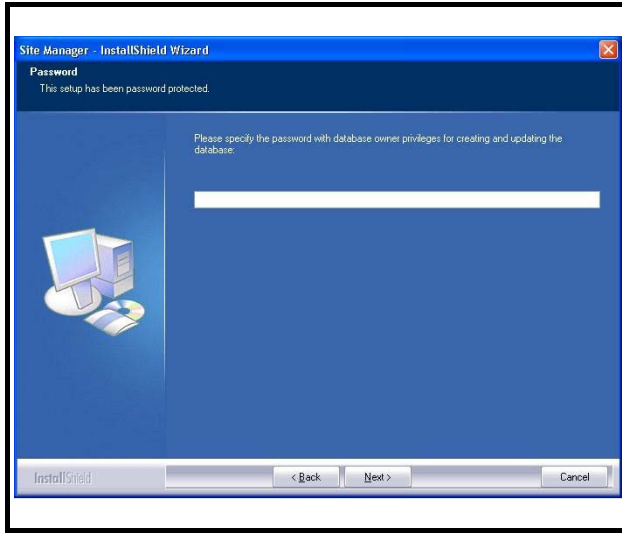 Site Manager - InstallShield Wizard
Password
This setup has been password protected.
Please specify the password with database owner privileges for creating and updating the
database:
InstallShield
< Back
Next >
Cancel